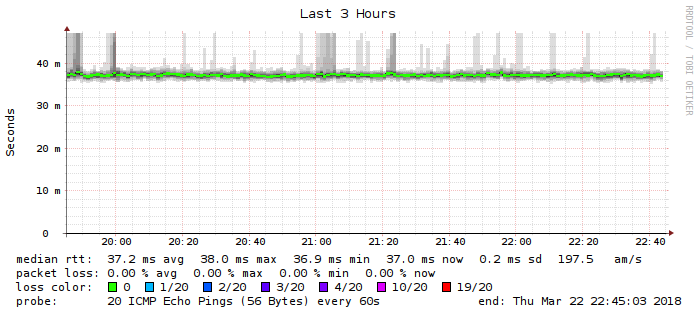 Last 3 Hours
RRDTOOL / TOBI OETIKER
Seconds
40 m
30 m
20 m
10 m
0
20:00 20:20 20:40 21:00 21:20 21:40 22:00 22:20 22:40
median rtt: 37.2 ms avg 38.0 ms max 36.9 ms min 37.0 ms now 0.2 ms sd 197.5 am/s
packet loss: 0.00 % avg 0.00 % max 0.00 % min 0.00 % now
loss color: 0 1/20 2/20 3/20 4/20 10/20 19/20
probe: 20 ICMP Echo Pings (56 Bytes) every 60s end: Thu Mar 22 22:45:03 2018